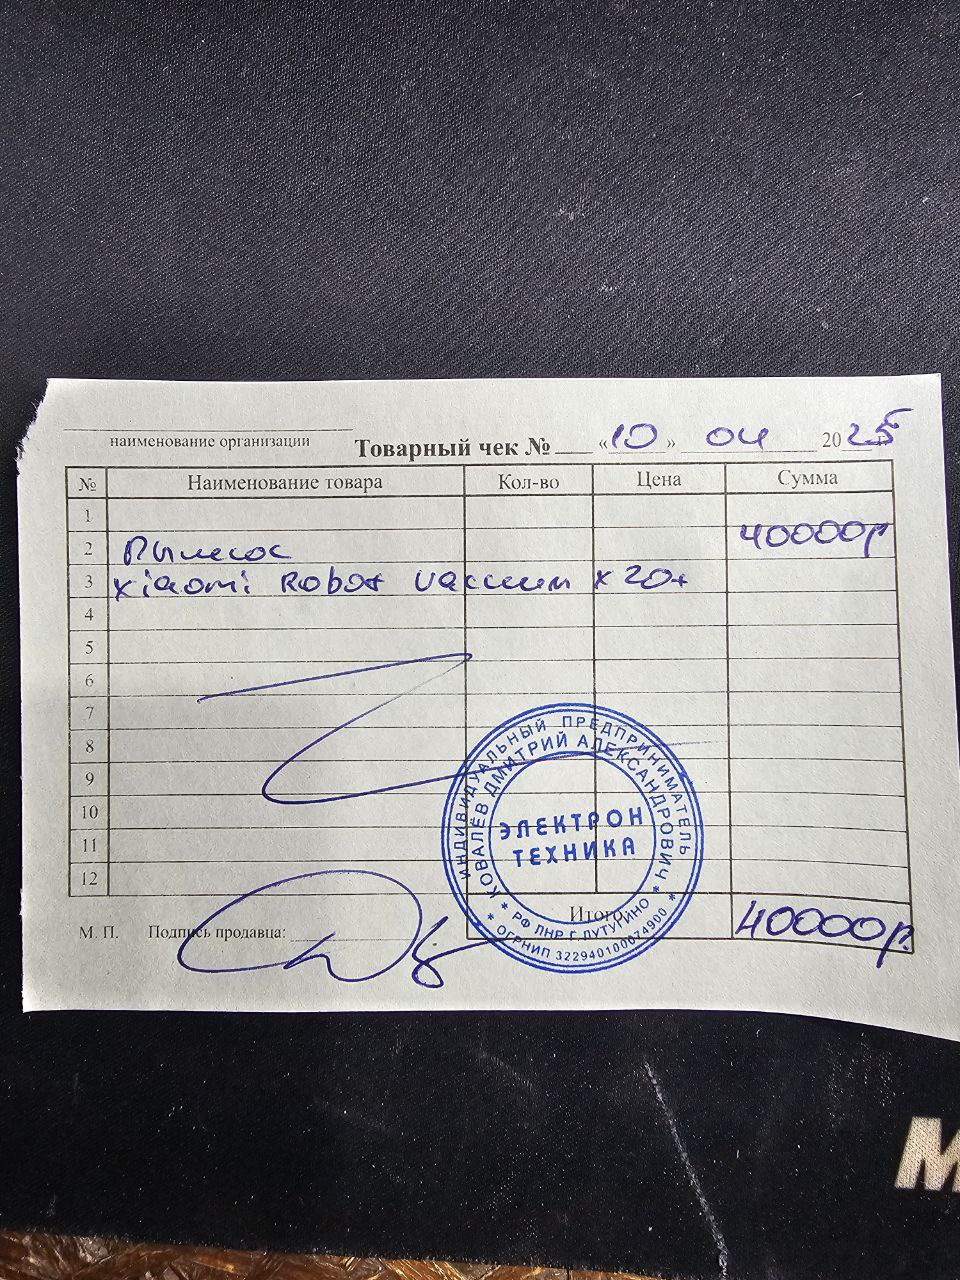 наименование организации
Товарный чек № «10» 04 2025
№ Наименование товара Кол-во Цена Сумма
1
2 Пылесос 40000р
3 Xiaomi Robot Vacuum x20+
4
5
6
7
8
9
10
11
12
Итого 40000р.
М. П. Подпись продавца:
ИНДИВИДУАЛЬНЫЙ ПРЕДПРИНИМАТЕЛЬ
КОВАЛЁВ ДМИТРИЙ АЛЕКСАНДРОВИЧ
ЭЛЕКТРОН
ТЕХНИКА
* РФ ЛНР Г. ЛУТУГИНО *
* ОГРНИП 322940100074900 *
M